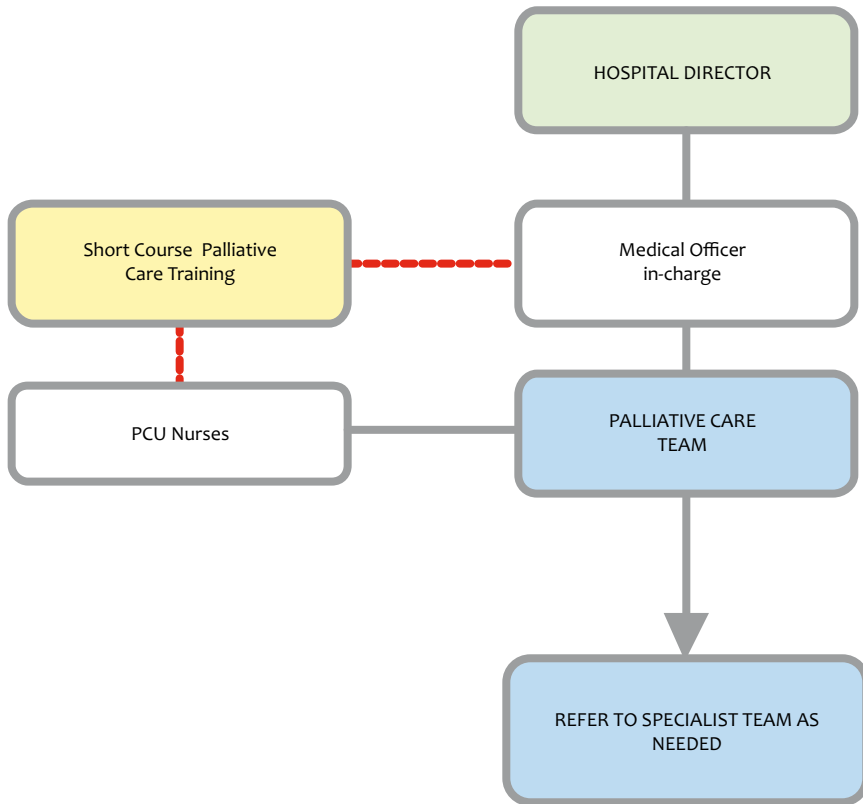 HOSPITAL DIRECTOR
Short Course Palliative
Care Training
Medical Officer
in-charge
PCU Nurses
PALLIATIVE CARE
TEAM
REFER TO SPECIALIST TEAM AS
NEEDED